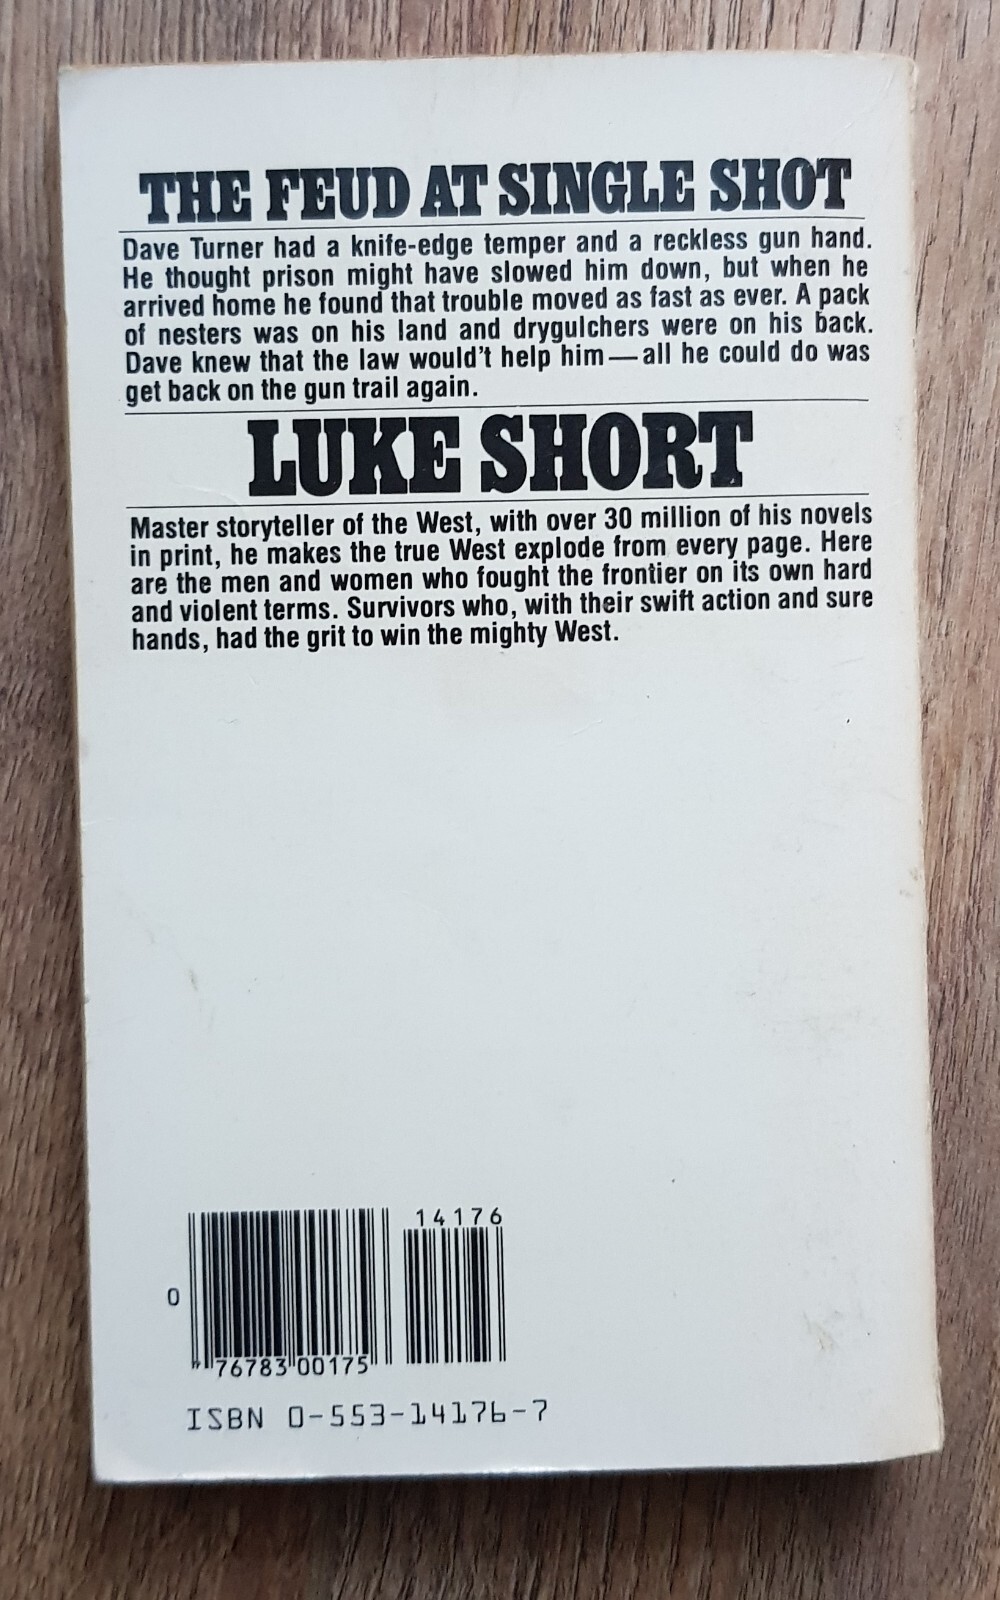 THE FEUD AT SINGLE SHOT
Dave Turner had a knife-edge temper and a reckless gun hand.
He thought prison might have slowed him down, but when he
arrived home he found that trouble moved as fast as ever. A pack
of nesters was on his land and drygulchers were on his back.
Dave knew that the law would't help him—all he could do was
get back on the gun trail again.
LUKE SHORT
Master storyteller of the West, with over 30 million of his novels
in print, he makes the true West explode from every page. Here
are the men and women who fought the frontier on its own hard
and violent terms. Survivors who, with their swift action and sure
hands, had the grit to win the mighty West.
14176
0
76783 00175
ISBN 0-553-14176-7